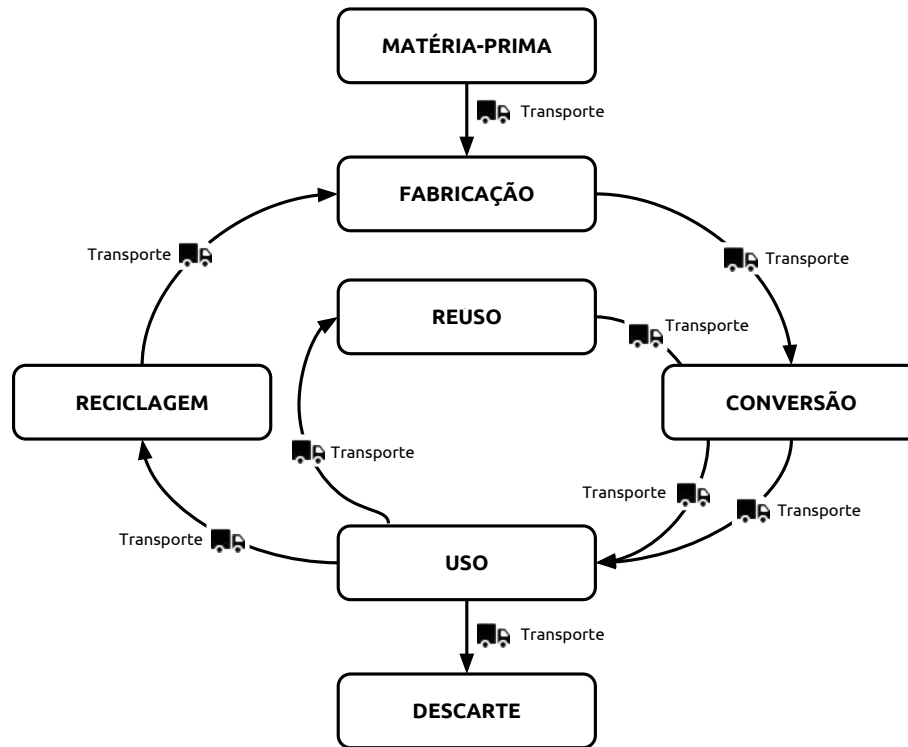 MATÉRIA-PRIMA
Transporte
FABRICAÇÃO
Transporte
Transporte
REUSO
Transporte
RECICLAGEM
CONVERSÃO
Transporte
Transporte
Transporte
Transporte
USO
Transporte
DESCARTE